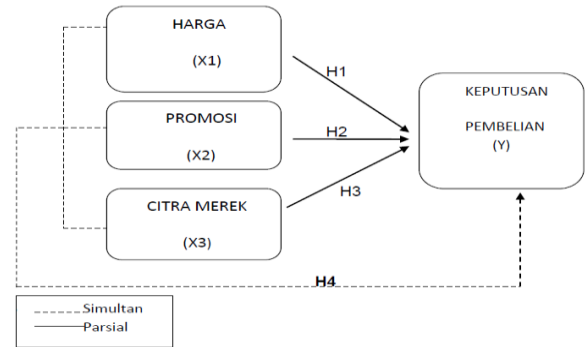 HARGA
(X1)
PROMOSI
(X2)
CITRA MEREK
(X3)
H1
H2
H3
KEPUTUSAN
PEMBELIAN
(Y)
H4
Simultan
Parsial